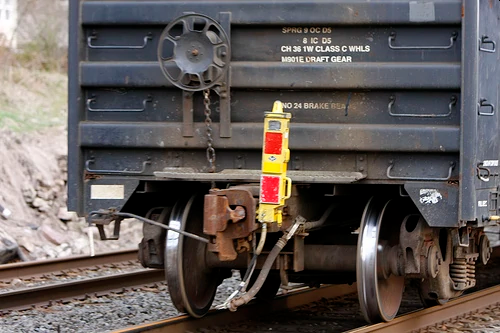 SPRG 9 OC D5
8 IC D5
CH 36 1W CLASS C WHLS
M901E DRAFT GEAR
NO 24 BRAKE BEA